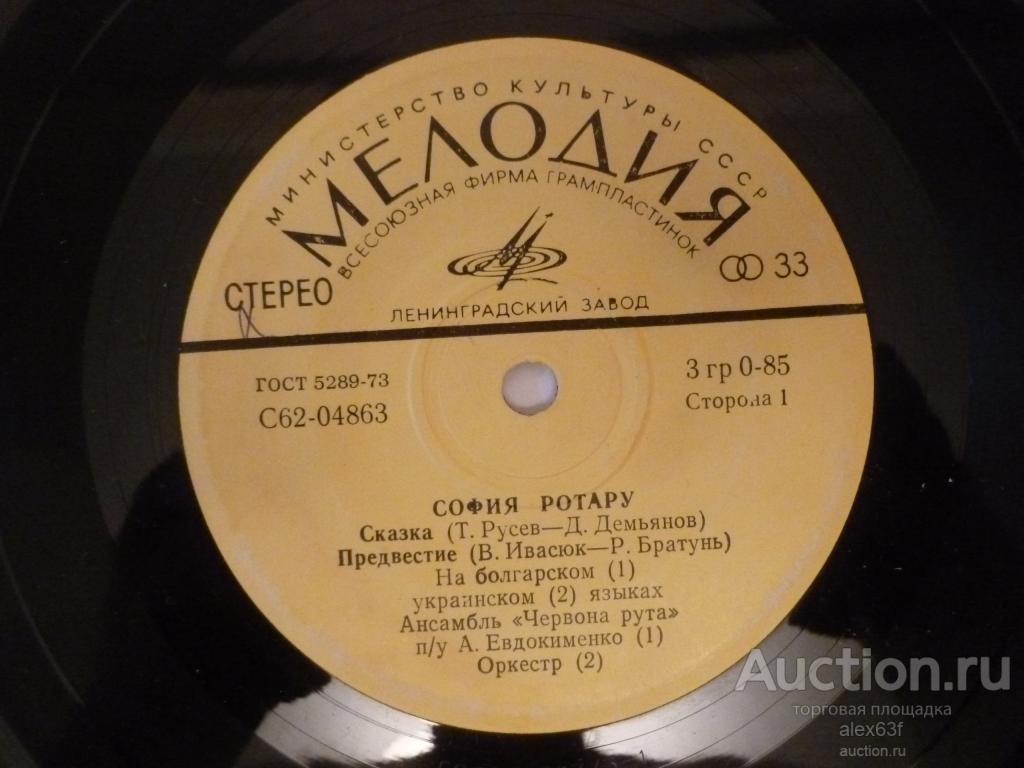 МИНИСТЕРСТВО КУЛЬТУРЫ СССР
МЕЛОДИЯ
ВСЕСОЮЗНАЯ ФИРМА ГРАМПЛАСТИНОК
СТЕРЕО
33
ЛЕНИНГРАДСКИЙ ЗАВОД
ГОСТ 5289-73
3 гр 0-85
С62-04863
Сторона 1
СОФИЯ РОТАРУ
Сказка (Т. Русев—Д. Демьянов)
Предвестие (В. Ивасюк—Р. Братунь)
На болгарском (1)
украинском (2) языках
Ансамбль «Червона рута»
п/у А. Евдокименко (1)
Оркестр (2)
Auction.ru
торговая площадка
alex63f
auction.ru